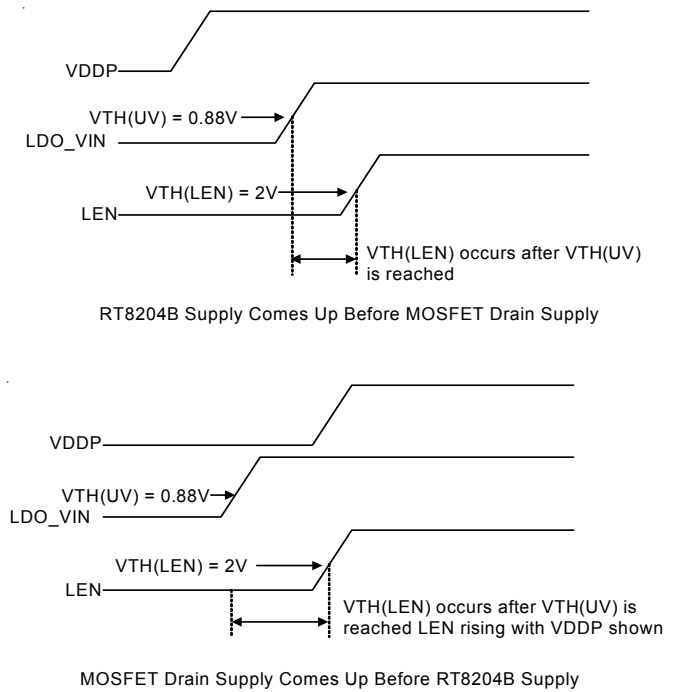 VDDP
VTH(UV) = 0.88V
LDO_VIN
VTH(LEN) = 2V
LEN
VTH(LEN) occurs after VTH(UV)
is reached
RT8204B Supply Comes Up Before MOSFET Drain Supply
VDDP
VTH(UV) = 0.88V
LDO_VIN
VTH(LEN) = 2V
LEN
VTH(LEN) occurs after VTH(UV) is
reached LEN rising with VDDP shown
MOSFET Drain Supply Comes Up Before RT8204B Supply